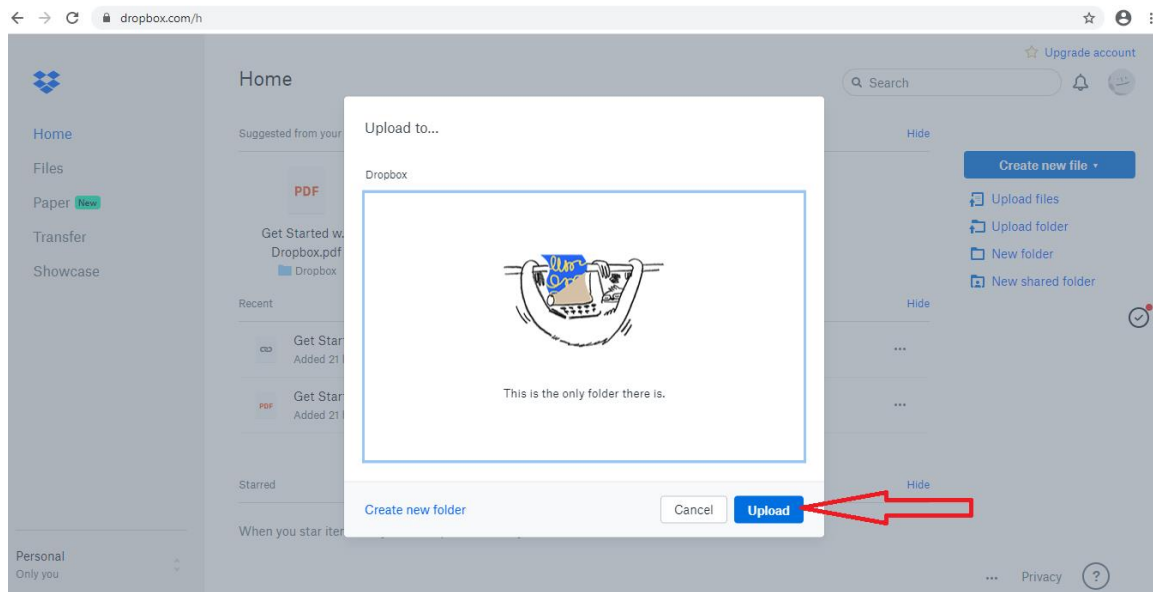 dropbox.com/h
Upgrade account
Home
Search
Home
Files
Paper New
Transfer
Showcase
Suggested from your
Hide
PDF
Get Started w.
Dropbox.pdf
Dropbox
Recent
Hide
Get Star
Added 21
PDF
Get Star
Added 21
Starred
Hide
When you star iter
Upload to...
Dropbox
This is the only folder there is.
Create new folder
Cancel
Upload
Create new file
Upload files
Upload folder
New folder
New shared folder
Personal
Only you
... Privacy ?